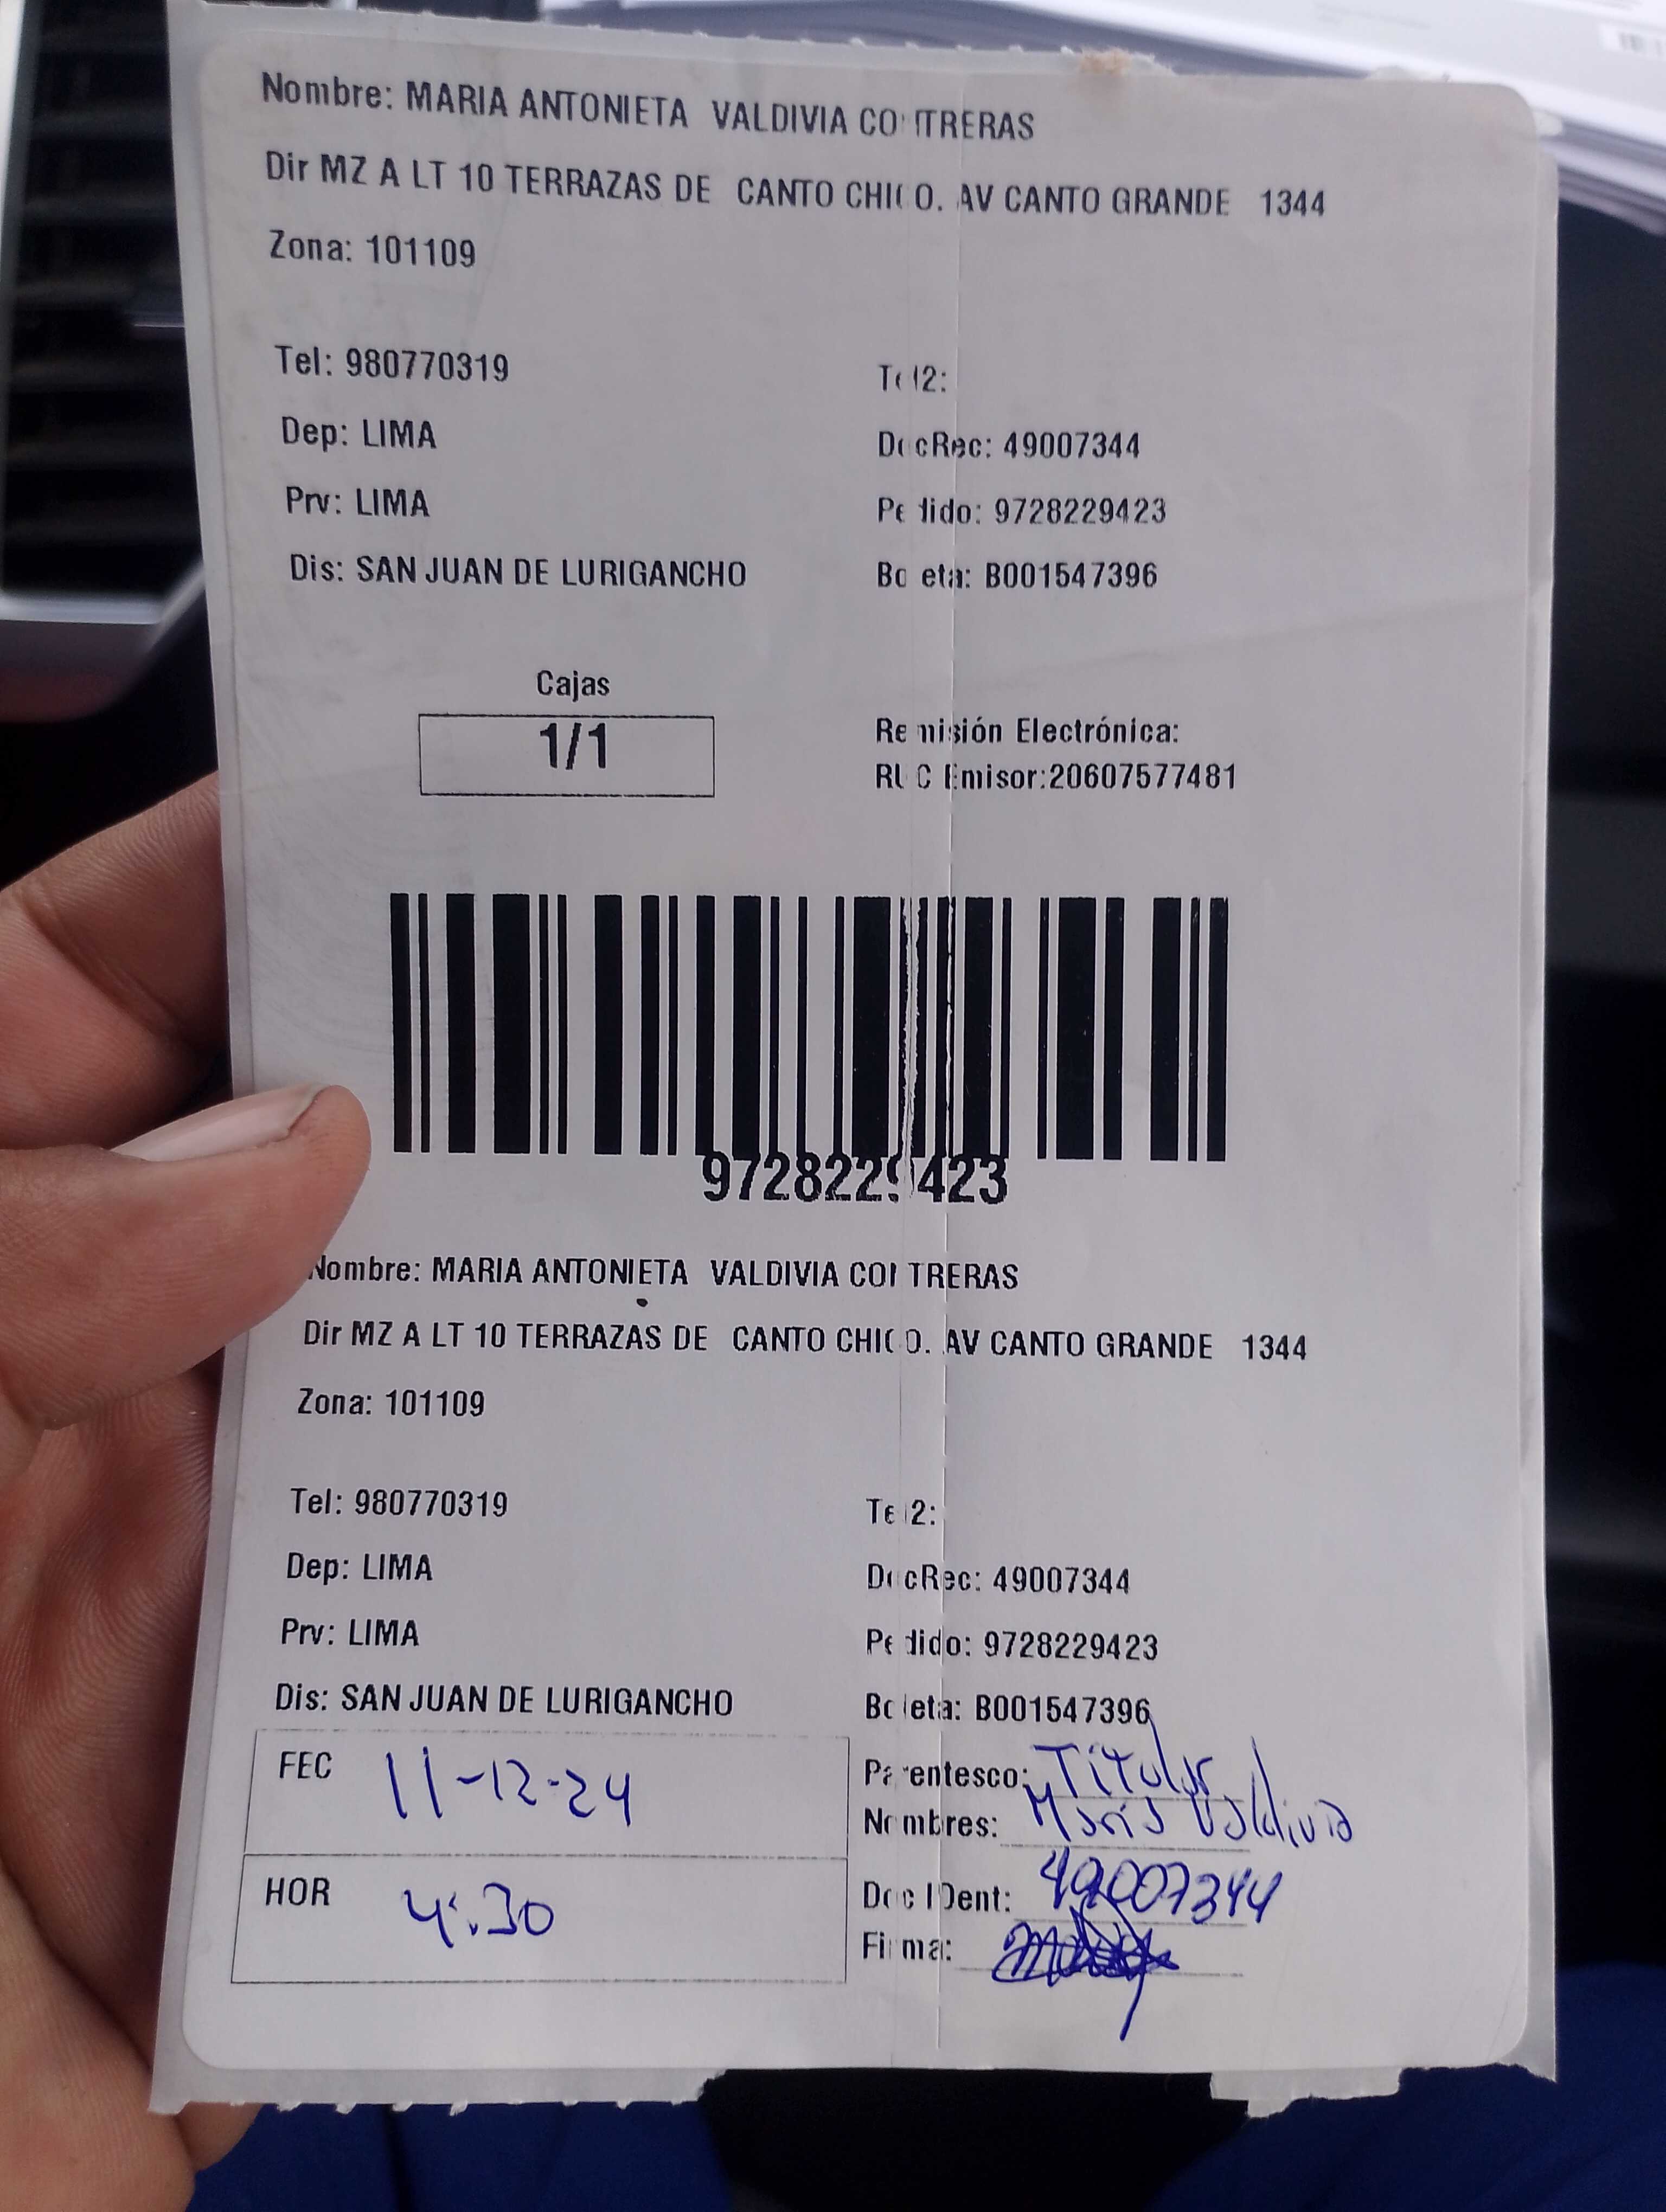 Nombre: MARIA ANTONIETA VALDIVIA CONTRERAS
Dir MZ A LT 10 TERRAZAS DE CANTO CHICO. AV CANTO GRANDE 1344
Zona: 101109
Tel: 980770319 Tel2:
Dep: LIMA DocRec: 49007344
Prv: LIMA Pedido: 9728229423
Dis: SAN JUAN DE LURIGANCHO Boleta: B001547396
Cajas
1/1
Remisión Electrónica:
RUC Emisor:20607577481
9728229423
Nombre: MARIA ANTONIETA VALDIVIA CONTRERAS
Dir MZ A LT 10 TERRAZAS DE CANTO CHICO. AV CANTO GRANDE 1344
Zona: 101109
Tel: 980770319 Tel2:
Dep: LIMA DocRec: 49007344
Prv: LIMA Pedido: 9728229423
Dis: SAN JUAN DE LURIGANCHO Boleta: B001547396
FEC 11-12-24
HOR 4:30
Parentesco: Titular
Nombres: Maria Valdivia
Doc IDent: 49007344
Firma: